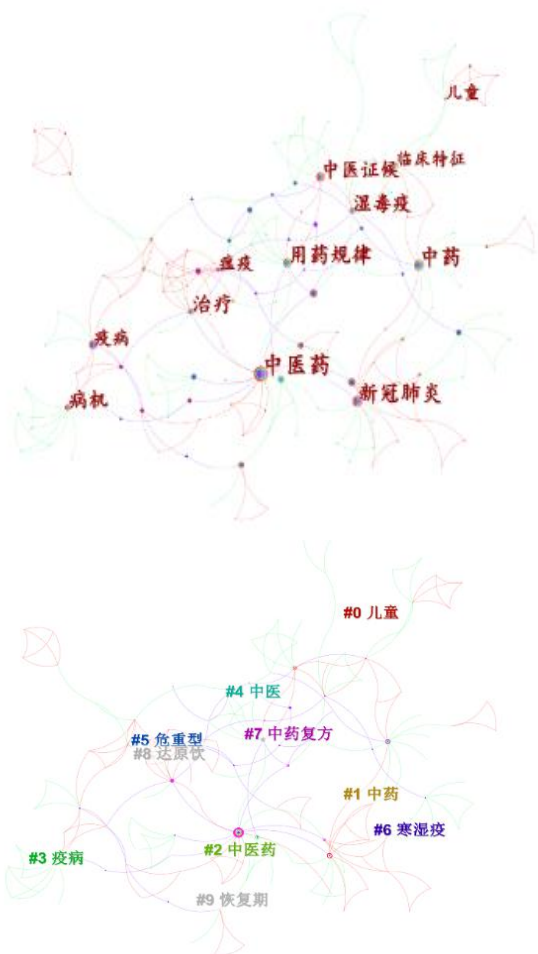 儿童
中医证候
临床特征
湿毒疫
瘟疫
用药规律
中药
治疗
疫病
中医药
病机
新冠肺炎
#0 儿童
#4 中医
#5 危重型
#7 中药复方
#8 达原饮
#1 中药
#6 寒湿疫
#2 中医药
#3 疫病
#9 恢复期